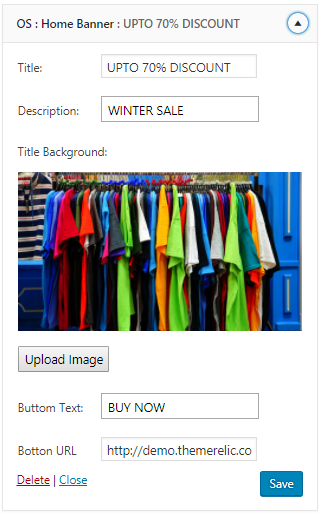 OS : Home Banner : UPTO 70% DISCOUNT
Title: UPTO 70% DISCOUNT
Description: WINTER SALE
Title Background:
Upload Image
Buttom Text: BUY NOW
Botton URL http://demo.themerelic.co
Delete | Close Save